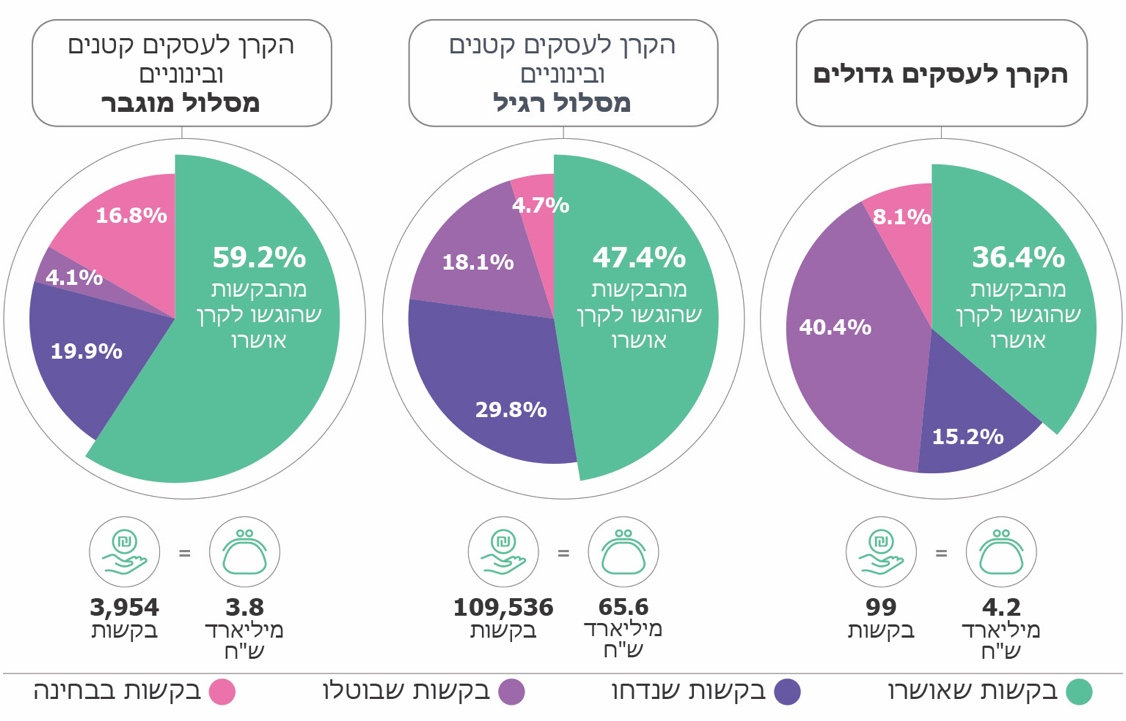 הקרן לעסקים גדולים
36.4%
מהבקשות
שהוגשו לקרן
אושרו
15.2%
40.4%
8.1%
4.2
מיליארד
ש"ח
=
99
בקשות
הקרן לעסקים קטנים
ובינוניים
מסלול רגיל
47.4%
מהבקשות
שהוגשו לקרן
אושרו
29.8%
18.1%
4.7%
65.6
מיליארד
ש"ח
=
109,536
בקשות
הקרן לעסקים קטנים
ובינוניים
מסלול מוגבר
59.2%
מהבקשות
שהוגשו לקרן
אושרו
19.9%
4.1%
16.8%
3.8
מיליארד
ש"ח
=
3,954
בקשות
בקשות שאושרו
בקשות שנדחו
בקשות שבוטלו
בקשות בבחינה